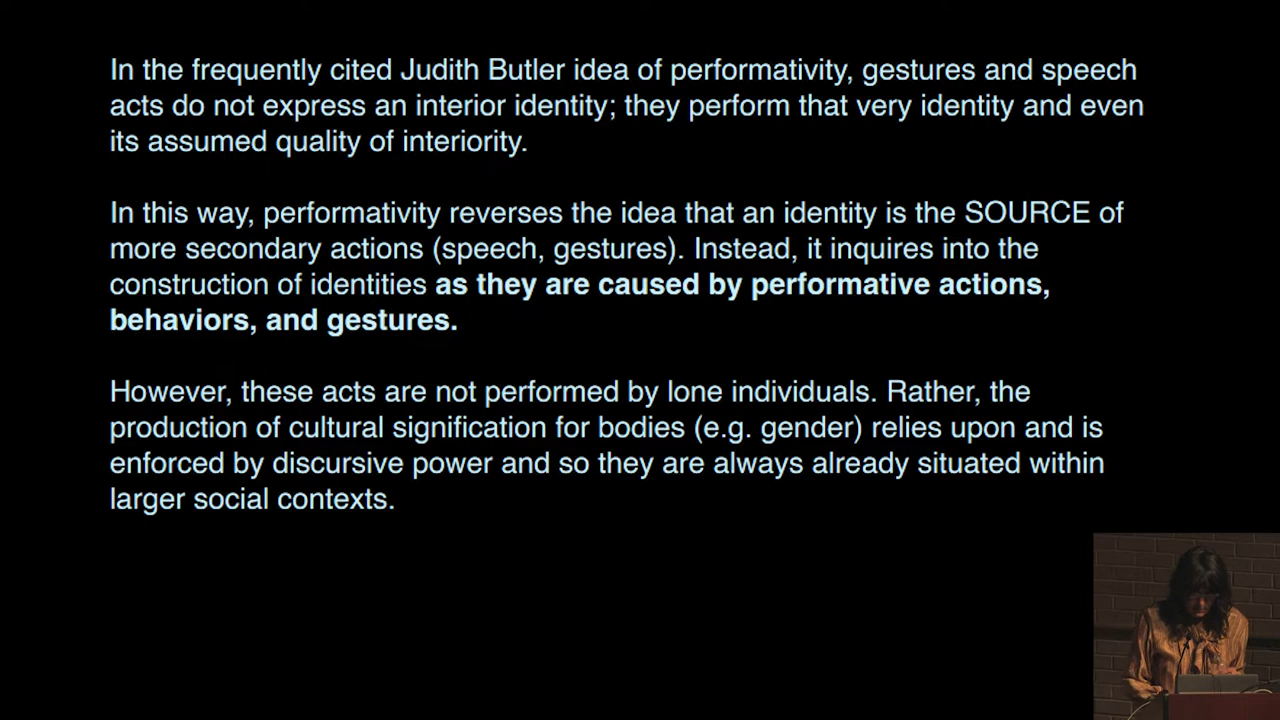 In the frequently cited Judith Butler idea of performativity, gestures and speech
acts do not express an interior identity; they perform that very identity and even
its assumed quality of interiority.
In this way, performativity reverses the idea that an identity is the SOURCE of
more secondary actions (speech, gestures). Instead, it inquires into the
construction of identities as they are caused by performative actions,
behaviors, and gestures.
However, these acts are not performed by lone individuals. Rather, the
production of cultural signification for bodies (e.g. gender) relies upon and is
enforced by discursive power and so they are always already situated within
larger social contexts.